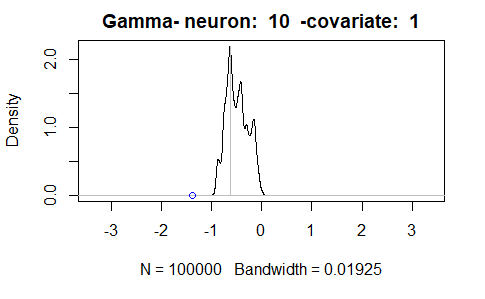 Gamma- neuron:  10  -covariate:  1
Density
2.0
1.0
0.0
-3 -2 -1 0 1 2 3
N = 100000   Bandwidth = 0.01925